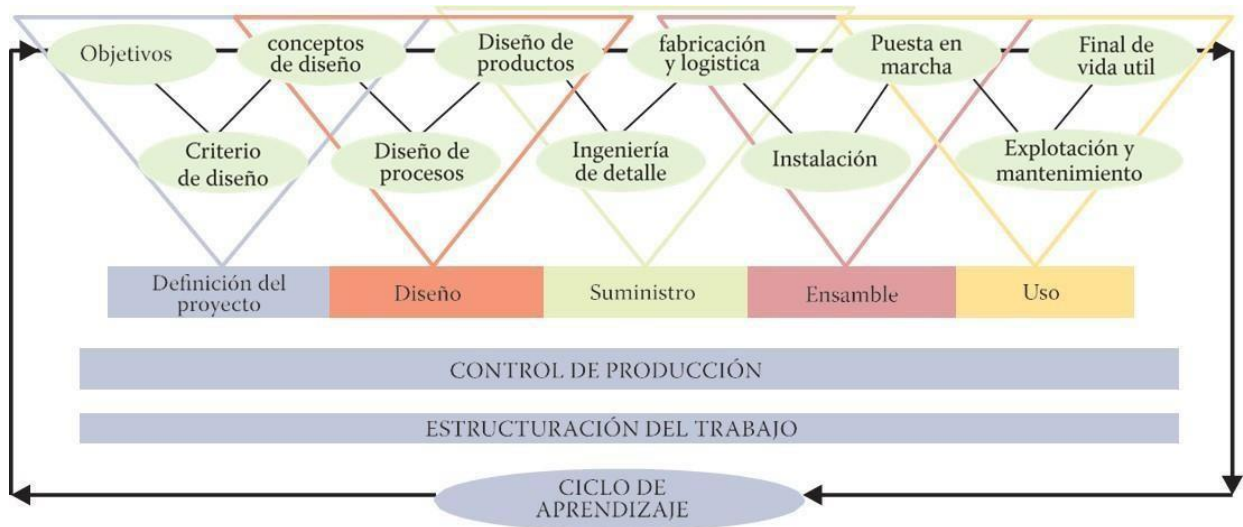 Objetivos
conceptos
de diseño
Diseño de
productos
fabricación
y logistica
Puesta en
marcha
Final de
vida util
Criterio
de diseño
Diseño de
procesos
Ingeniería
de detalle
Instalación
Explotación y
mantenimiento
Definición del
proyecto
Diseño
Suministro
Ensamble
Uso
CONTROL DE PRODUCCIÓN
ESTRUCTURACIÓN DEL TRABAJO
CICLO DE
APRENDIZAJE